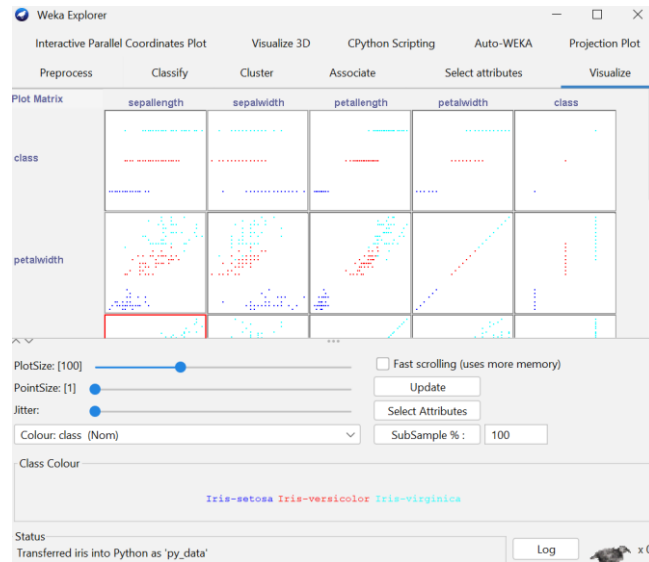 Weka Explorer
Interactive Parallel Coordinates Plot Visualize 3D CPython Scripting Auto-WEKA Projection Plot
Preprocess Classify Cluster Associate Select attributes Visualize
Plot Matrix sepallength sepalwidth petallength petalwidth class
class
petalwidth
PlotSize: [100] Fast scrolling (uses more memory)
PointSize: [1] Update
Jitter: Select Attributes
Colour: class (Nom) SubSample % : 100
Class Colour
Iris-setosa Iris-versicolor Iris-virginica
Status
Transferred iris into Python as 'py_data' Log x 0